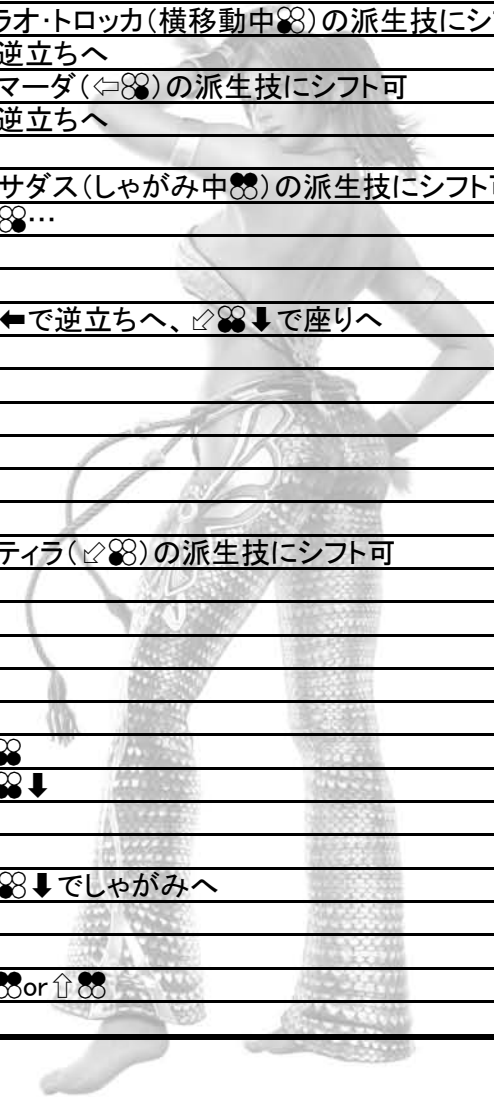 ラオ・トロッカ(横移動中)の派生技にシ
逆立ちへ
マーダ(⇦)の派生技にシフト可
逆立ちへ
サダス(しゃがみ中)の派生技にシフト可
…
⬅で逆立ちへ、⬃⬇で座りへ
ティラ(⬃)の派生技にシフト可
⬇
⬇でしゃがみへ
or⇧